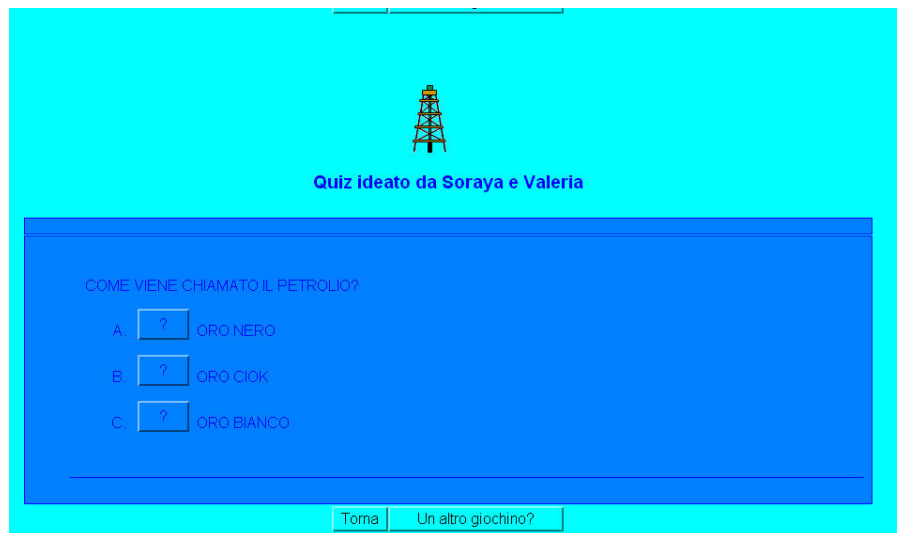 Quiz ideato da Soraya e Valeria
COME VIENE CHIAMATO IL PETROLIO?
A. ? ORO NERO
B. ? ORO CIOK
C. ? ORO BIANCO
Torna Un altro giochino?